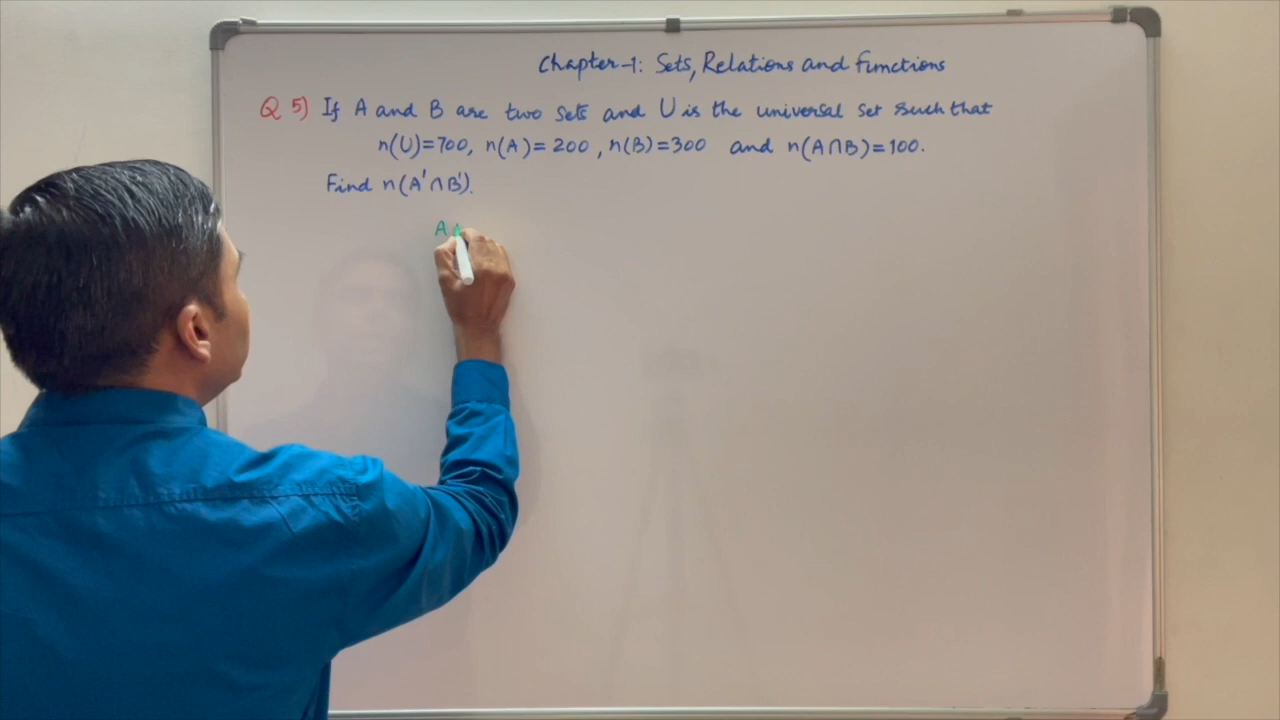 Chapter-1: Sets, Relations and Functions
Q 5) If A and B are two sets and U is the universal set such that
n(U)=700, n(A)= 200, n(B)=300 and n(A∩B)=100.
Find n(A'∩B').
A